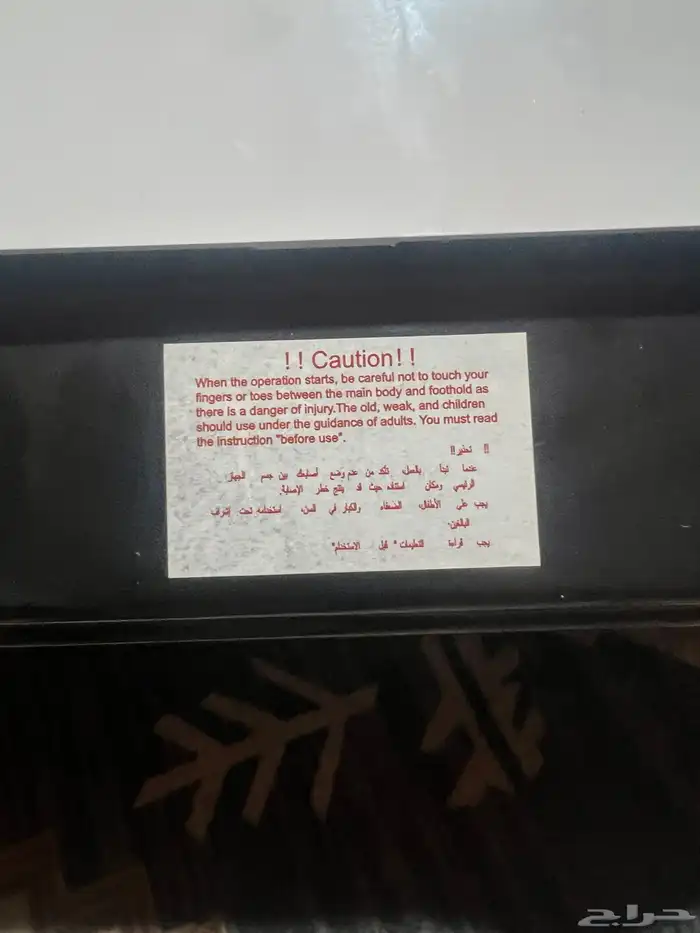 !! Caution!!
When the operation starts, be careful not to touch your
fingers or toes between the main body and foothold as
there is a danger of injury.The old, weak, and children
should use under the guidance of adults. You must read
the instruction "before use".
!! تحذير!!
عندما تبدأ بالعمل، تأكد من عدم وضع أصابعك بين جسم الجهاز
الرئيسي ومكان استناده حيث قد ينتج خطر الإصابة.
يجب على الأطفال، الضعفاء والكبار في السن، استخدامه تحت إشراف
البالغين.
يجب قراءة التعليمات " قبل الاستخدام"
حراج